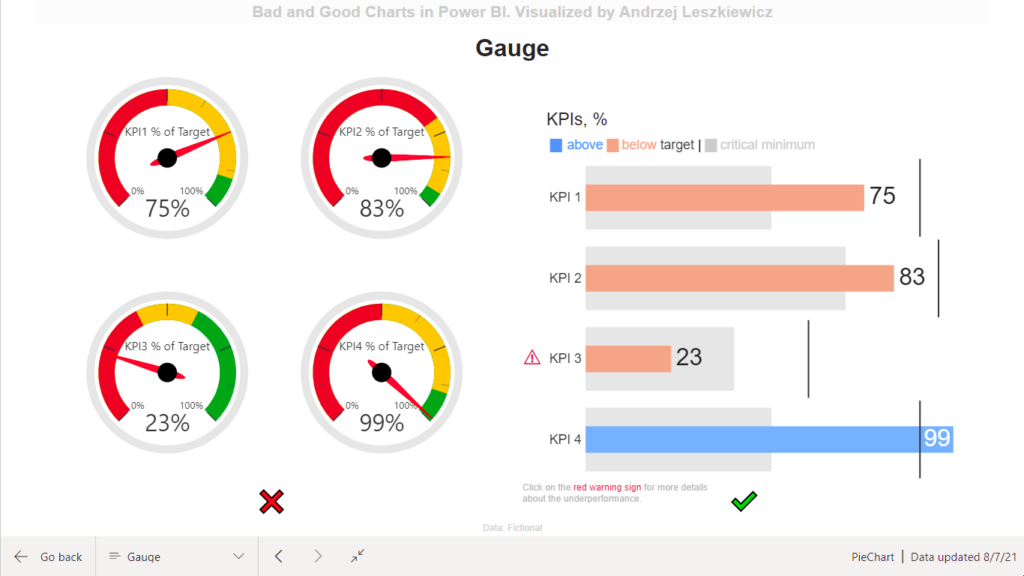 Bad and Good Charts in Power BI. Visualized by Andrzej Leszkiewicz
Gauge
KPI1 % of Target
0% 100%
75%
KPI2 % of Target
0% 100%
83%
KPI3 % of Target
0% 100%
23%
KPI4 % of Target
0% 100%
99%
KPIs, %
above below target | critical minimum
KPI 1 75
KPI 2 83
KPI 3 23
KPI 4 99
Click on the red warning sign for more details
about the underperformance.
Data: Fictional
Go back Gauge PieChart | Data updated 8/7/21